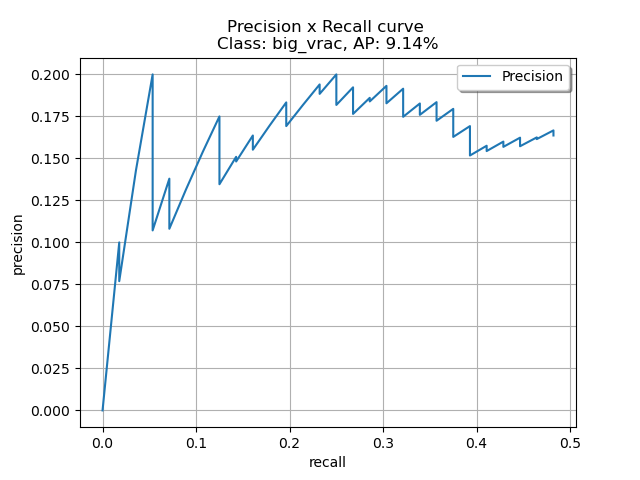 Precision x Recall curve
Class: big_vrac, AP: 9.14%
Precision
0.200
0.175
0.150
0.125
0.100
0.075
0.050
0.025
0.000
precision
0.0 0.1 0.2 0.3 0.4 0.5
recall